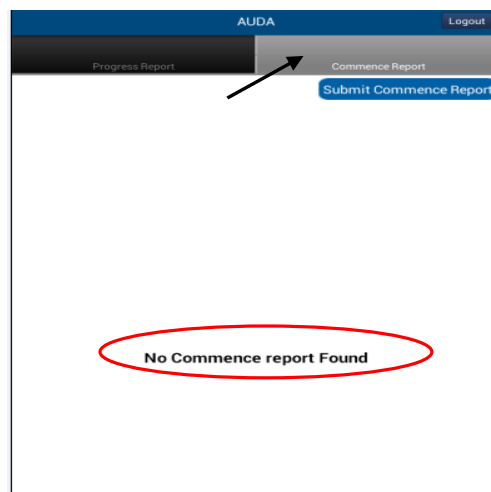 AUDA
Logout
Progress Report
Commence Report
Submit Commence Report
No Commence report Found